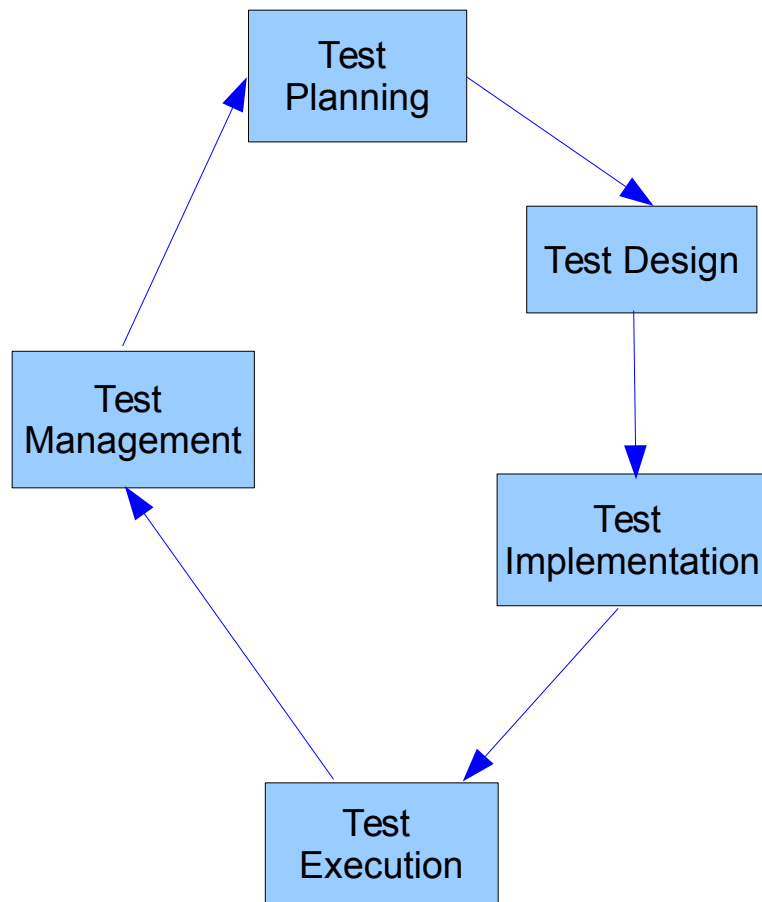 Test
Planning
Test Design
Test
Management
Test
Implementation
Test
Execution